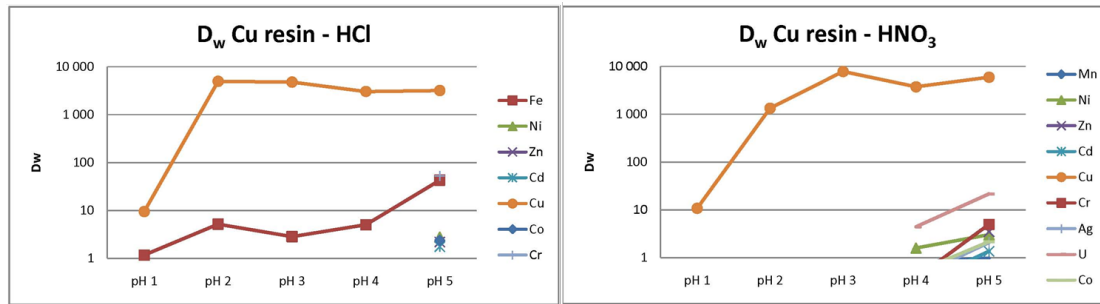 D_w Cu resin - HCl
Dw
10 000
1 000
100
10
1
pH 1
pH 2
pH 3
pH 4
pH 5
Fe
Ni
Zn
Cd
Cu
Co
Cr
D_w Cu resin - HNO₃
Dw
10 000
1 000
100
10
1
pH 1
pH 2
pH 3
pH 4
pH 5
Mn
Ni
Zn
Cd
Cu
Cr
Ag
U
Co